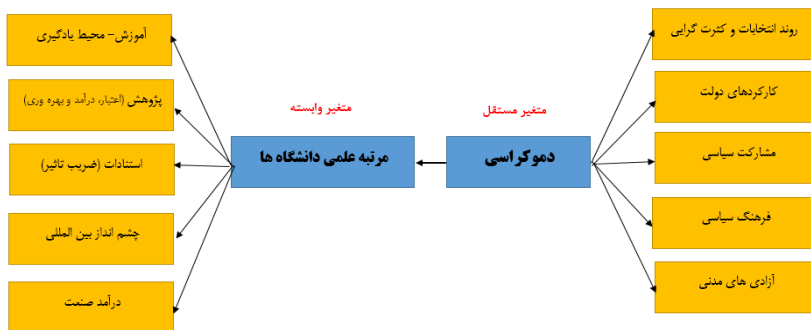 روند انتخابات و کثرت گرایی
کارکردهای دولت
مشارکت سیاسی
فرهنگ سیاسی
آزادی های مدنی
متغیر مستقل
دموکراسی
متغیر وابسته
مرتبه علمی دانشگاه ها
آموزش- محیط یادگیری
پژوهش (اعتبار، درآمد و بهره وری)
استنادات (ضریب تاثیر)
چشم انداز بین المللی
درآمد صنعت